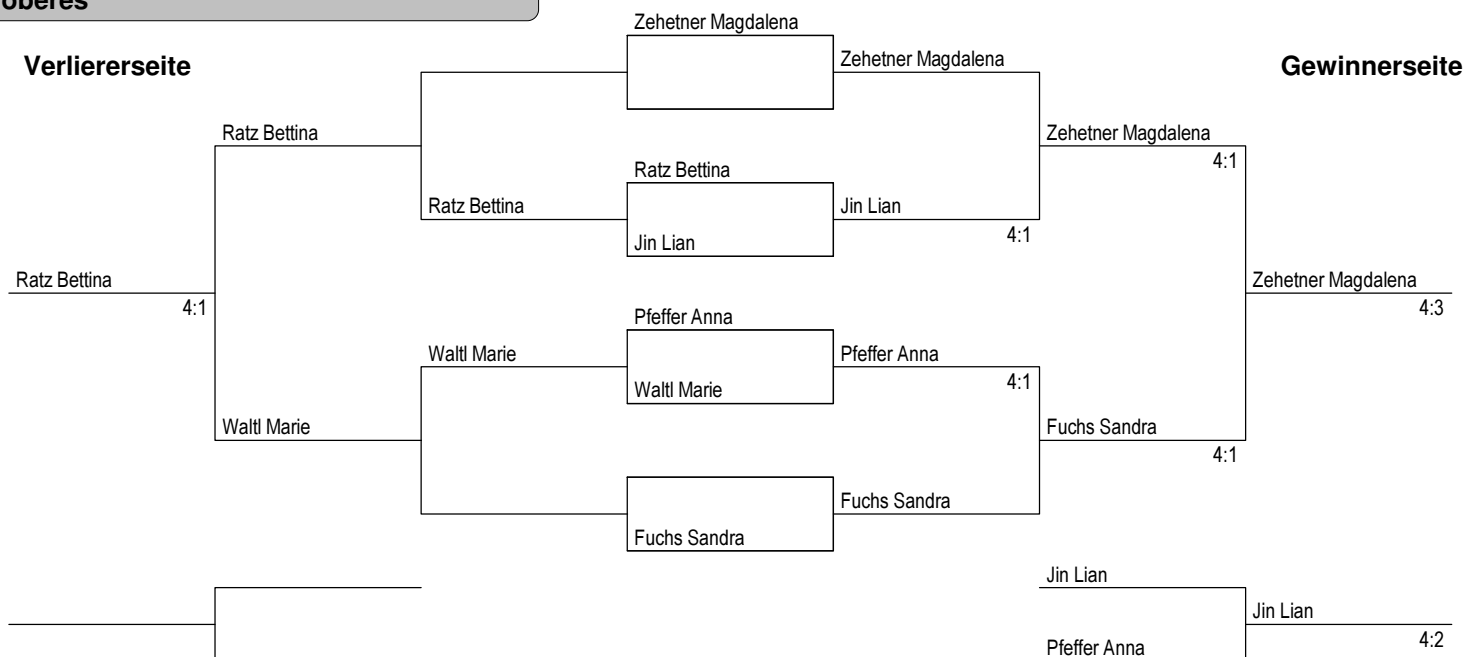 oberes
Zehetner Magdalena
Verliererseite
Zehetner Magdalena
Gewinnerseite
Ratz Bettina
Zehetner Magdalena
4:1
Ratz Bettina
Ratz Bettina
Jin Lian
4:1
Jin Lian
Ratz Bettina
4:1
Zehetner Magdalena
4:3
Pfeffer Anna
Waltl Marie
Pfeffer Anna
4:1
Waltl Marie
Waltl Marie
Fuchs Sandra
4:1
Fuchs Sandra
Fuchs Sandra
Jin Lian
Jin Lian
4:2
Pfeffer Anna